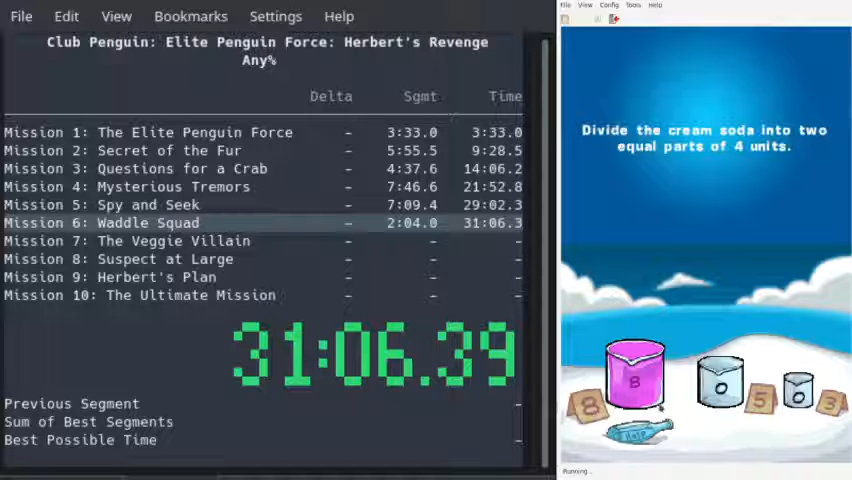 File Edit View Bookmarks Settings Help
Club Penguin: Elite Penguin Force: Herbert's Revenge
Any%
Delta Sgmt Time
Mission 1: The Elite Penguin Force – 3:33.0 3:33.0
Mission 2: Secret of the Fur – 5:55.5 9:28.5
Mission 3: Questions for a Crab – 4:37.6 14:06.2
Mission 4: Mysterious Tremors – 7:46.6 21:52.8
Mission 5: Spy and Seek – 7:09.4 29:02.3
Mission 6: Waddle Squad – 2:04.0 31:06.3
Mission 7: The Veggie Villain – – –
Mission 8: Suspect at Large – – –
Mission 9: Herbert's Plan – – –
Mission 10: The Ultimate Mission – – –
31:06.39
Previous Segment –
Sum of Best Segments –
Best Possible Time –
File View Config Tools Help
Divide the cream soda into two
equal parts of 4 units.
8 8 0 5 0 3
Running...